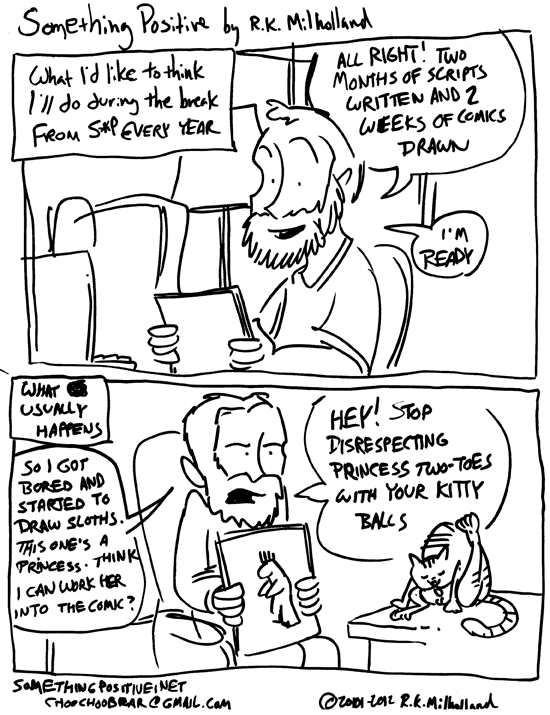 Something Positive by R.K. Milholland
What I'd like to think
I'll do during the break
FROM S*P EVERY YEAR
ALL RIGHT! TWO
MONTHS OF SCRIPTS
WRITTEN AND 2
WEEKS OF COMICS
DRAWN
I'M
READY
WHAT
USUALLY
HAPPENS
SO I GOT
BORED AND
STARTED TO
DRAW SLOTHS.
THIS ONE'S A
PRINCESS. THINK
I CAN WORK HER
INTO THE COMIC?
HEY! STOP
DISRESPECTING
PRINCESS TWO-TOES
WITH YOUR KITTY
BALLS
SOMETHINGPOSITIVE.NET
CHOOCHOOBEAR@GMAIL.COM
©2001-2012 R.K. Milholland